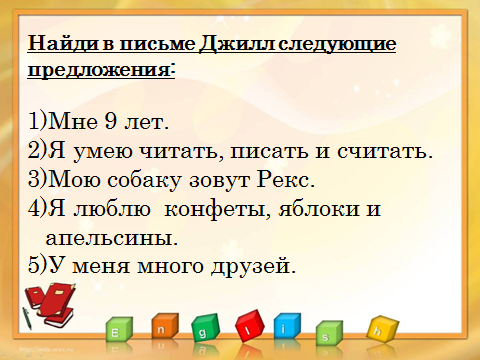 Найди в письме Джилл следующие
предложения:
1)Мне 9 лет.
2)Я умею читать, писать и считать.
3)Мою собаку зовут Рекс.
4)Я люблю конфеты, яблоки и
апельсины.
5)У меня много друзей.
E n g l i s h